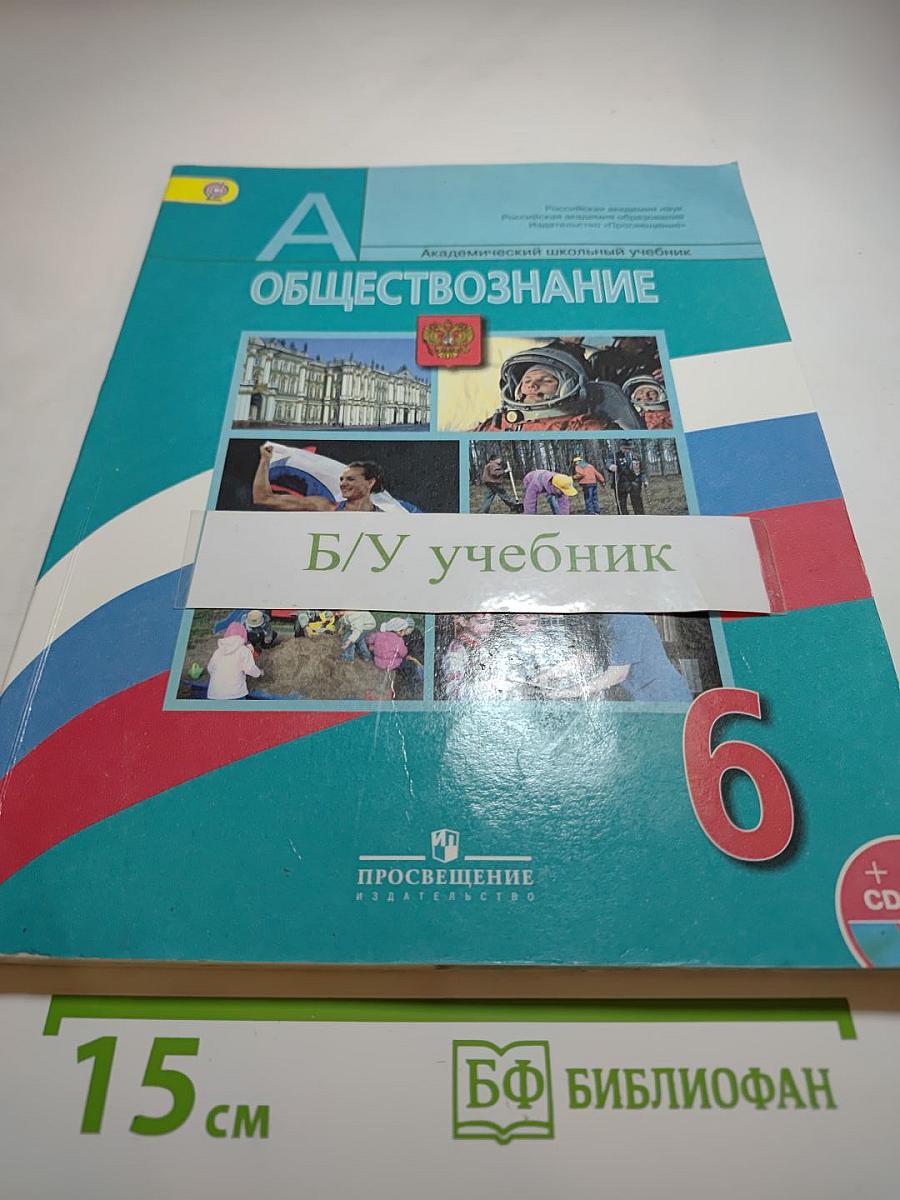 А
Российская академия наук
Российская академия образования
Издательство «Просвещение»
Академический школьный учебник
ОБЩЕСТВОЗНАНИЕ
Б/У учебник
6
ИП
ПРОСВЕЩЕНИЕ
ИЗДАТЕЛЬСТВО
+
CD
15 см
БФ БИБЛИОФАН